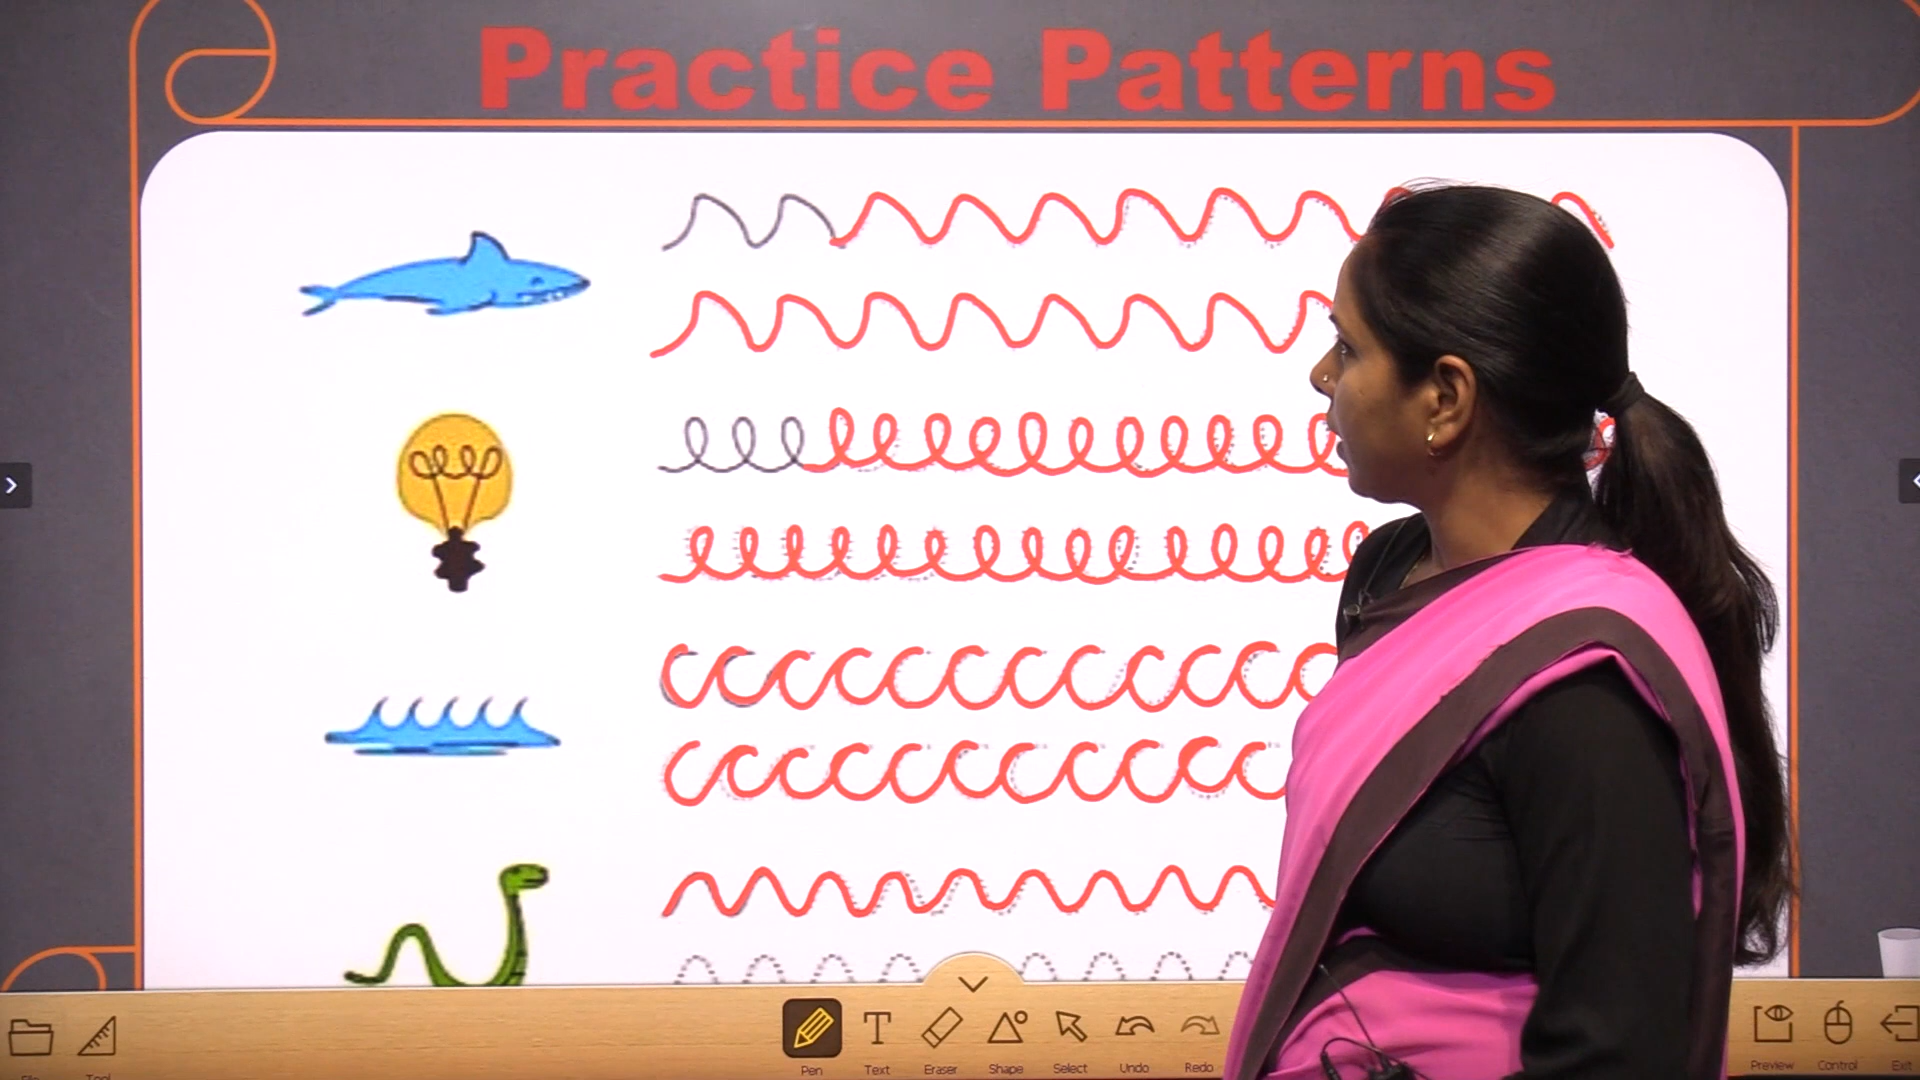 Practice Patterns
Pen Text Eraser Shape Select Undo Redo Preview Control Exit